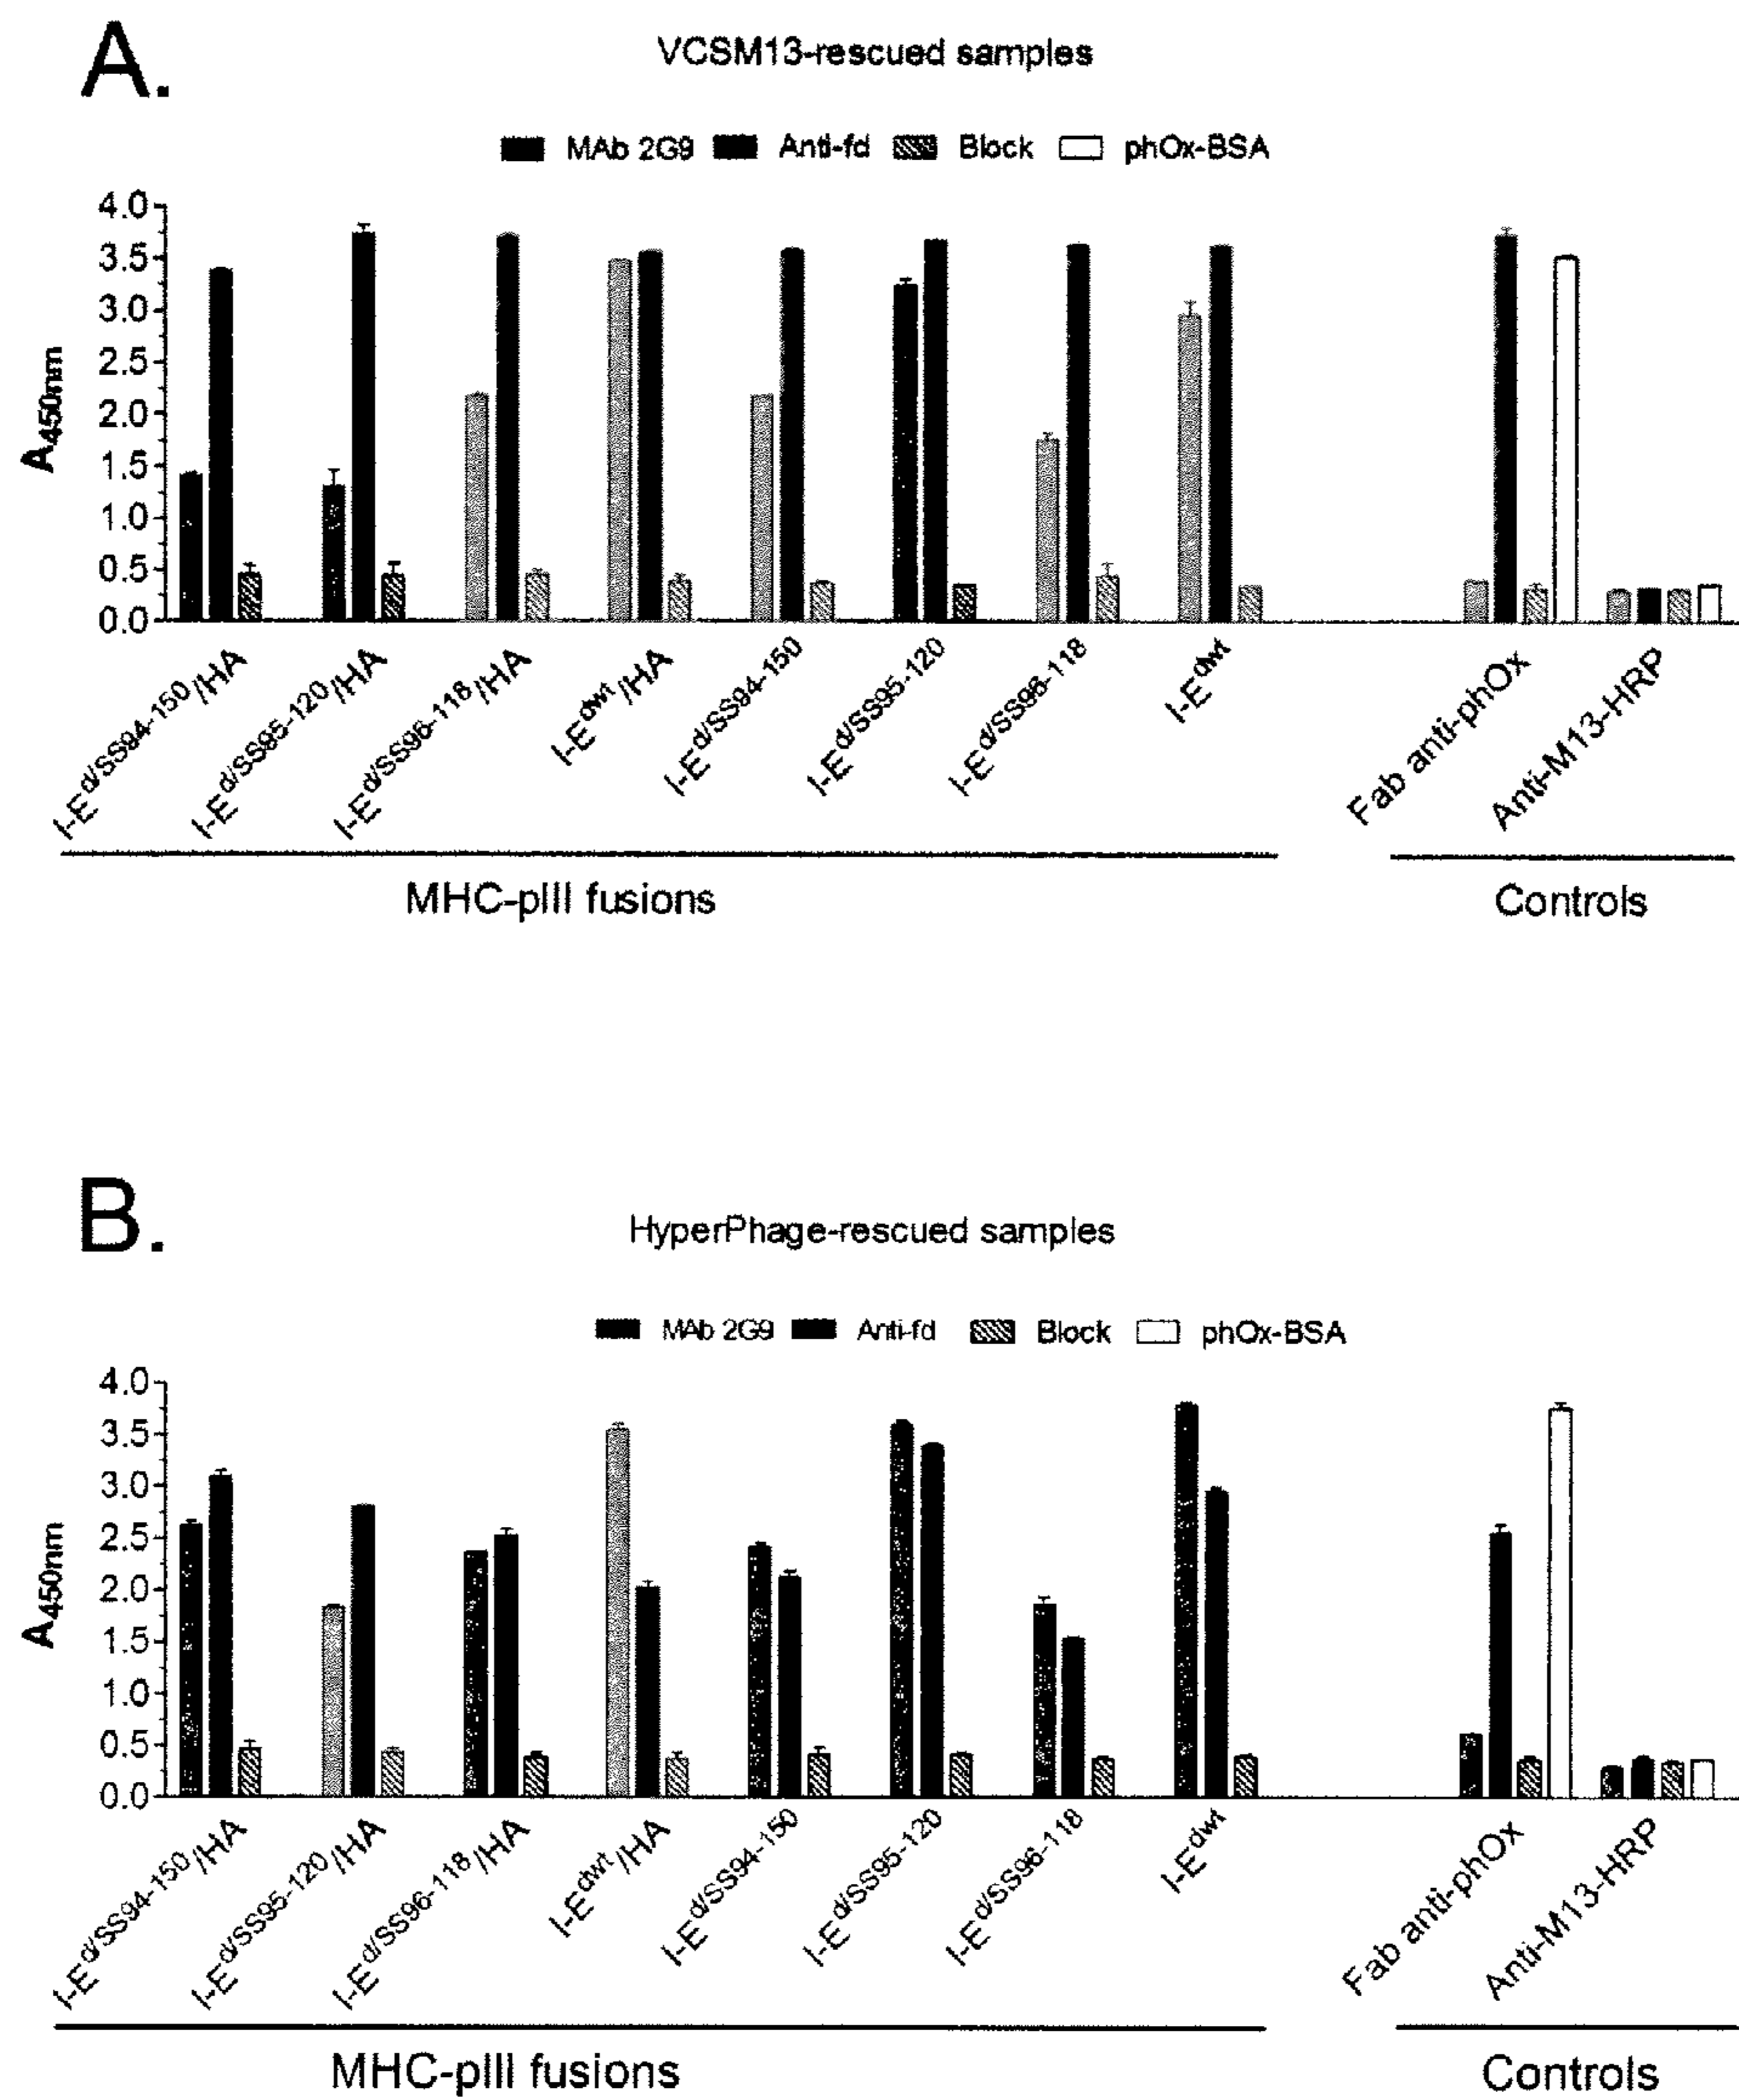 A.
VCSM13-rescued samples
MAb 2G9 Anti-fd Block phOx-BSA
4.0
3.5
3.0
2.5
2.0
1.5
1.0
0.5
0.0
A450nm
I-Ed/SS94-150/HA
I-Ed/SS95-120/HA
I-Ed/SS96-118/HA
I-Edwt/HA
I-Ed/SS94-150
I-Ed/SS95-120
I-Ed/SS96-118
I-Edwt
Fab anti-phOx
Anti-M13-HRP
MHC-pIII fusions
Controls
B.
HyperPhage-rescued samples
MAb 2G9 Anti-fd Block phOx-BSA
4.0
3.5
3.0
2.5
2.0
1.5
1.0
0.5
0.0
A450nm
I-Ed/SS94-150/HA
I-Ed/SS95-120/HA
I-Ed/SS96-118/HA
I-Edwt/HA
I-Ed/SS94-150
I-Ed/SS95-120
I-Ed/SS96-118
I-Edwt
Fab anti-phOx
Anti-M13-HRP
MHC-pIII fusions
Controls